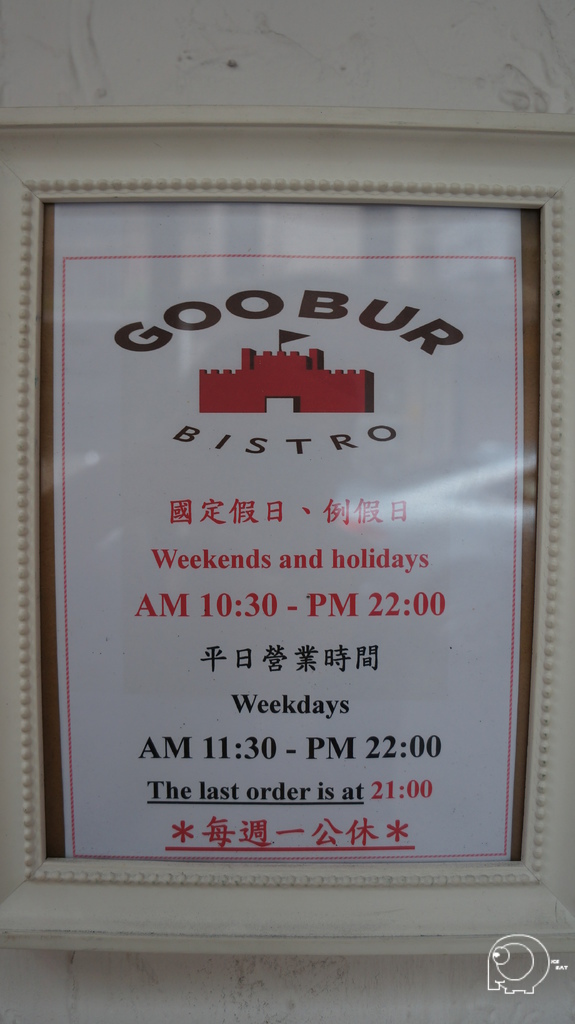 GOOBUR
BISTRO
國定假日、例假日
Weekends and holidays
AM 10:30 - PM 22:00
平日營業時間
Weekdays
AM 11:30 - PM 22:00
The last order is at 21:00
＊每週一公休＊
ICE
EAT